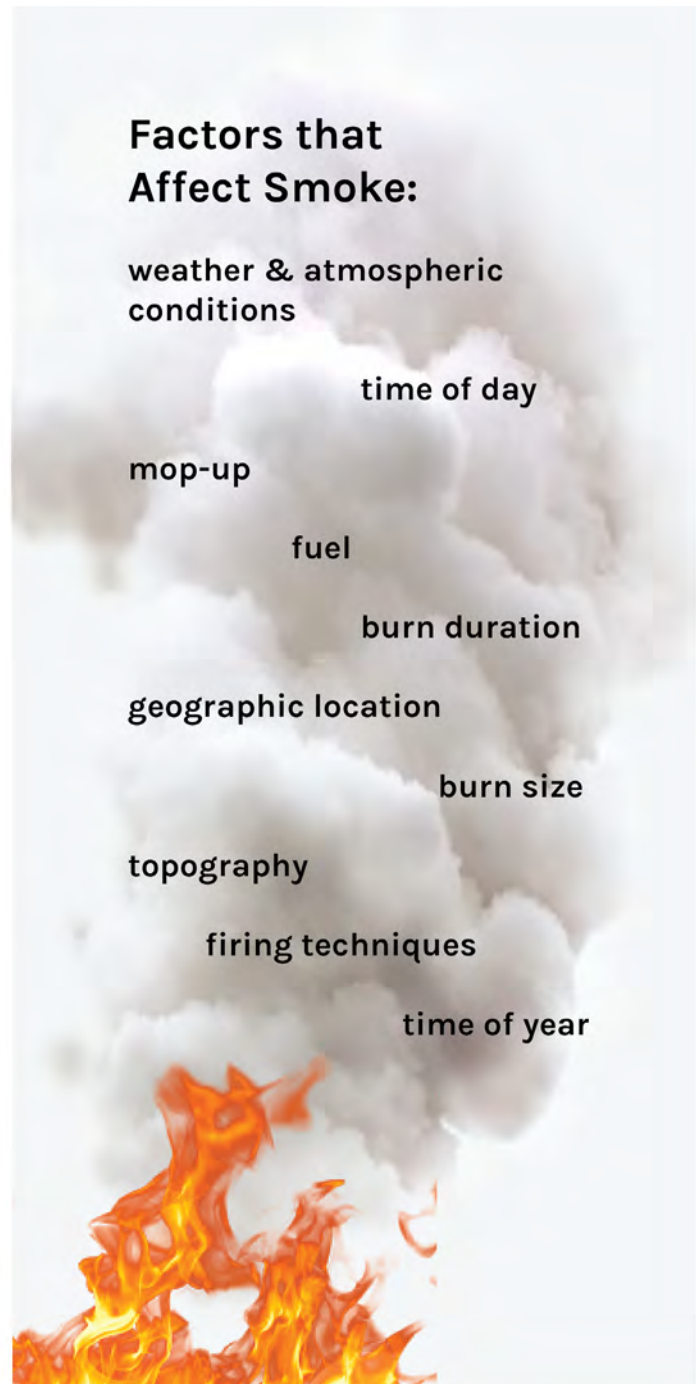 Factors that
Affect Smoke:
weather & atmospheric
conditions
time of day
mop-up
fuel
burn duration
geographic location
burn size
topography
firing techniques
time of year